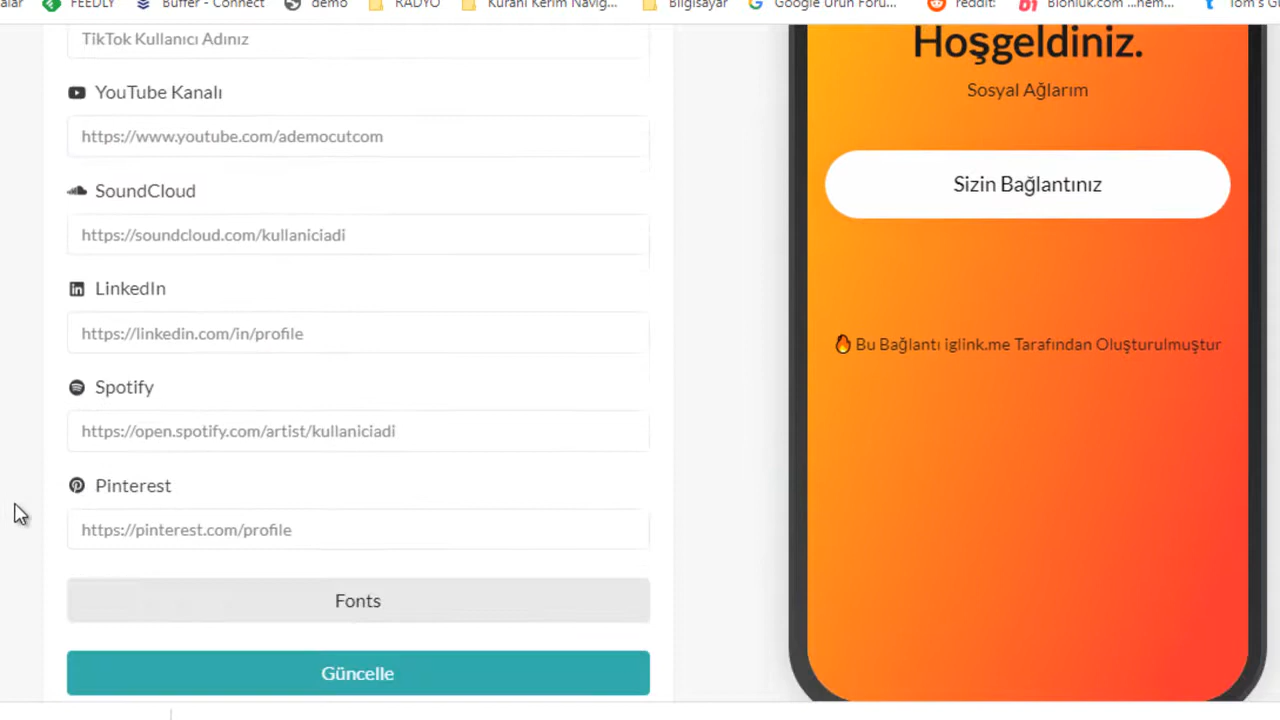 alar FEEDLY Buffer - Connect demo RADYO Kuranı Kerim Navig... Bilgisayar Google Ürün Foru... reddit: Bionluk.com ...hem... Tom's G
TikTok Kullanıcı Adınız
YouTube Kanalı
https://www.youtube.com/ademocutcom
SoundCloud
https://soundcloud.com/kullaniciadi
LinkedIn
https://linkedin.com/in/profile
Spotify
https://open.spotify.com/artist/kullaniciadi
Pinterest
https://pinterest.com/profile
Fonts
Güncelle
Hoşgeldiniz.
Sosyal Ağlarım
Sizin Bağlantınız
🔥 Bu Bağlantı iglink.me Tarafından Oluşturulmuştur